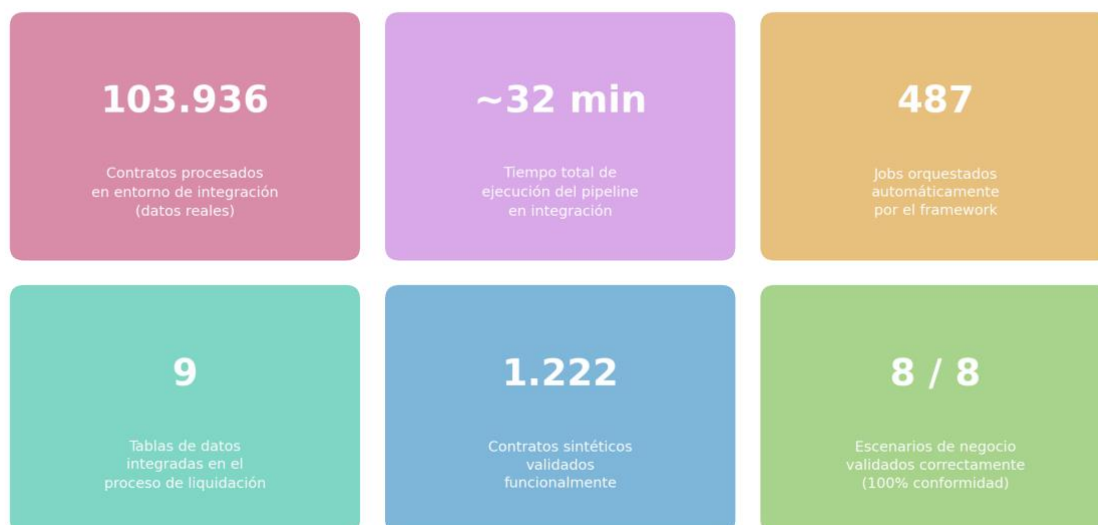 103.936
Contratos procesados
en entorno de integración
(datos reales)
~32 min
Tiempo total de
ejecución del pipeline
en integración
487
Jobs orquestados
automáticamente
por el framework
9
Tablas de datos
integradas en el
proceso de liquidación
1.222
Contratos sintéticos
validados
funcionalmente
8 / 8
Escenarios de negocio
validados correctamente
(100% conformidad)